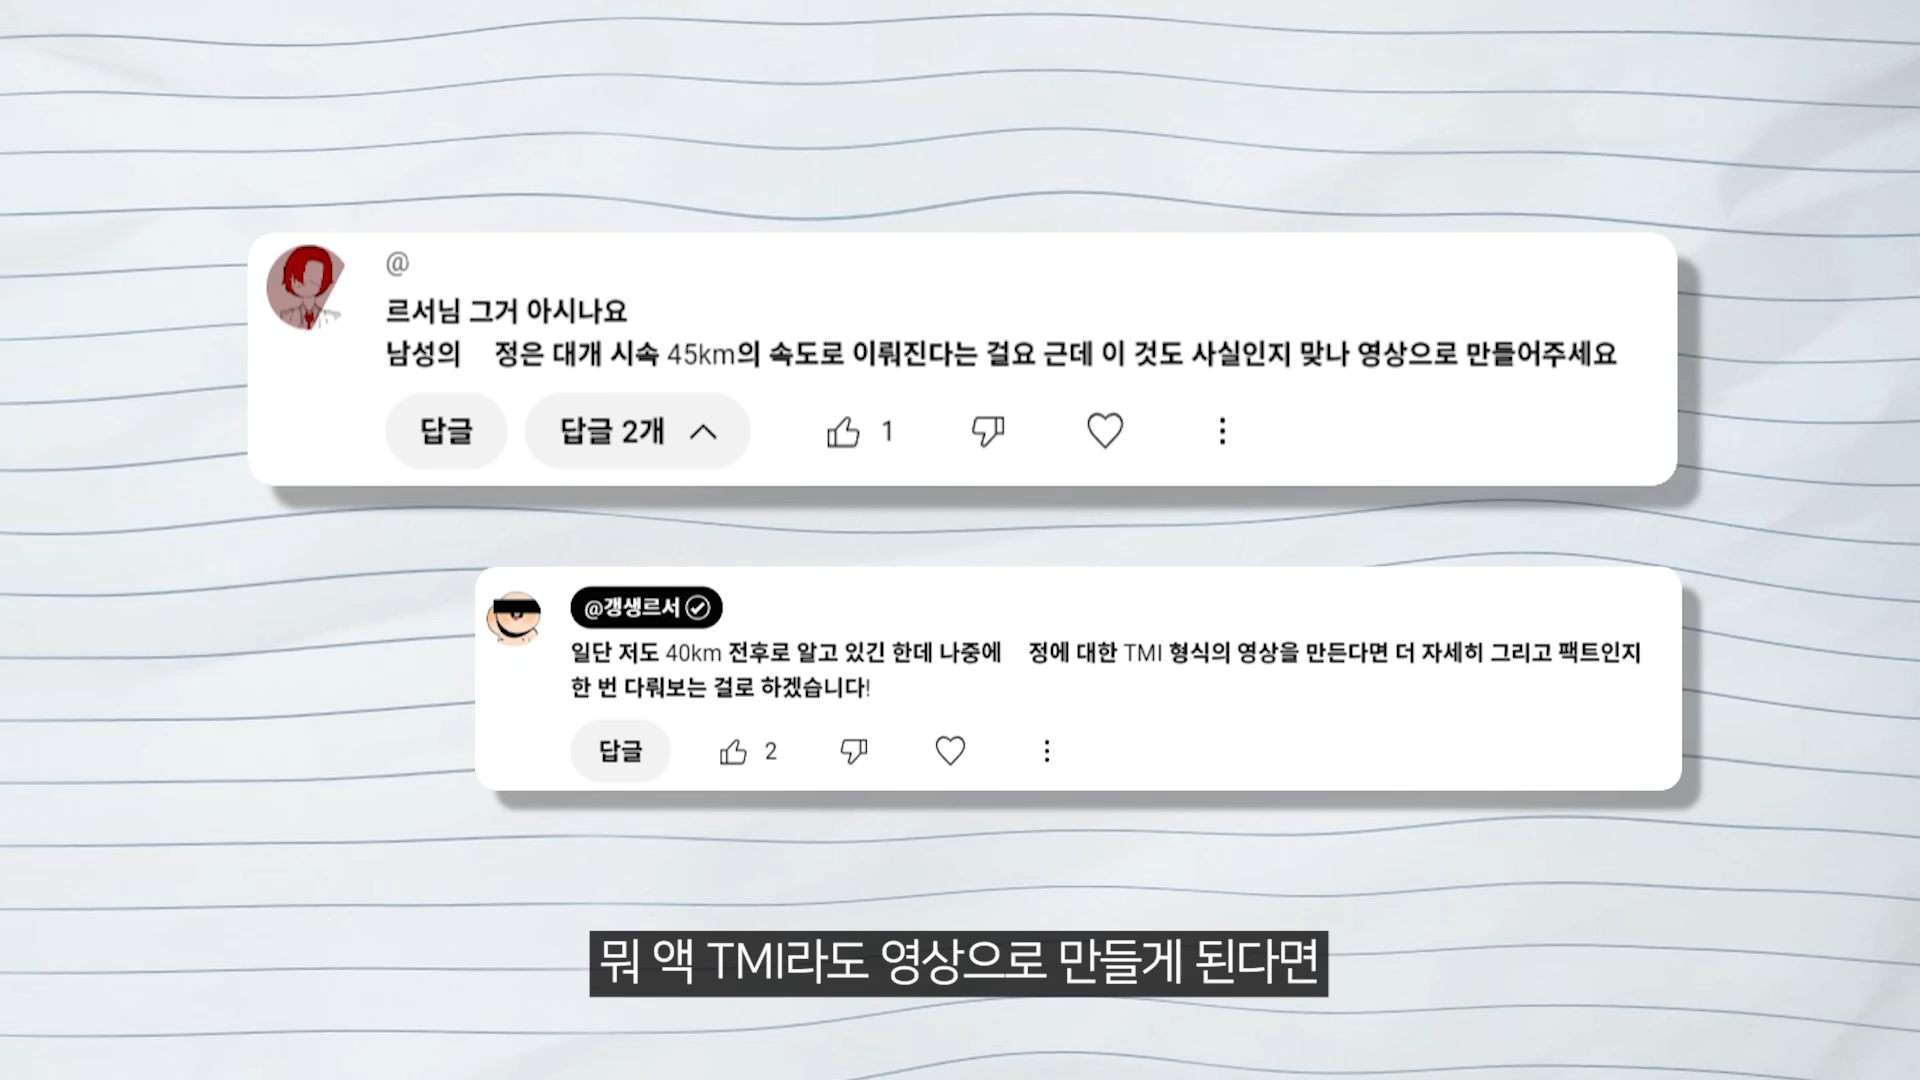 @
르서님 그거 아시나요
남성의 정은 대개 시속 45km의 속도로 이뤄진다는 걸요 근데 이 것도 사실인지 맞나 영상으로 만들어주세요
답글 답글 2개 1
@갱생르서
일단 저도 40km 전후로 알고 있긴 한데 나중에 정에 대한 TMI 형식의 영상을 만든다면 더 자세히 그리고 팩트인지
한 번 다뤄보는 걸로 하겠습니다!
답글 2
뭐 액 TMI라도 영상으로 만들게 된다면